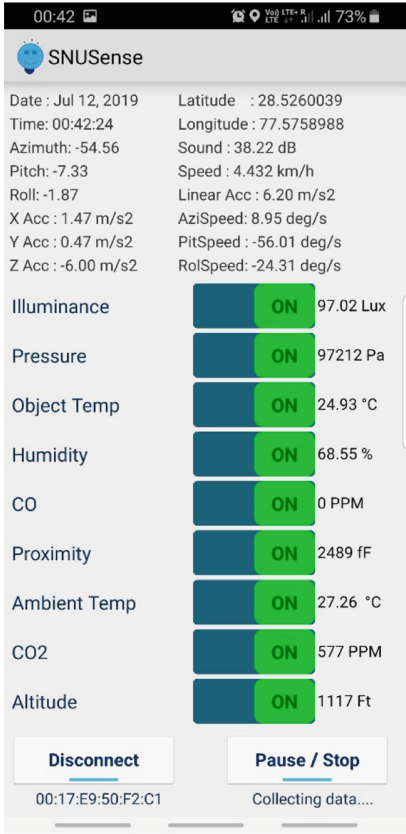 00:42 Vo)) LTE+ R LTE 73%
SNUSense
Date : Jul 12, 2019 Latitude : 28.5260039
Time: 00:42:24 Longitude : 77.5758988
Azimuth: -54.56 Sound : 38.22 dB
Pitch: -7.33 Speed : 4.432 km/h
Roll: -1.87 Linear Acc : 6.20 m/s2
X Acc : 1.47 m/s2 AziSpeed: 8.95 deg/s
Y Acc : 0.47 m/s2 PitSpeed : -56.01 deg/s
Z Acc : -6.00 m/s2 RolSpeed: -24.31 deg/s
Illuminance ON 97.02 Lux
Pressure ON 97212 Pa
Object Temp ON 24.93 °C
Humidity ON 68.55 %
CO ON 0 PPM
Proximity ON 2489 fF
Ambient Temp ON 27.26 °C
CO2 ON 577 PPM
Altitude ON 1117 Ft
Disconnect Pause / Stop
00:17:E9:50:F2:C1 Collecting data....